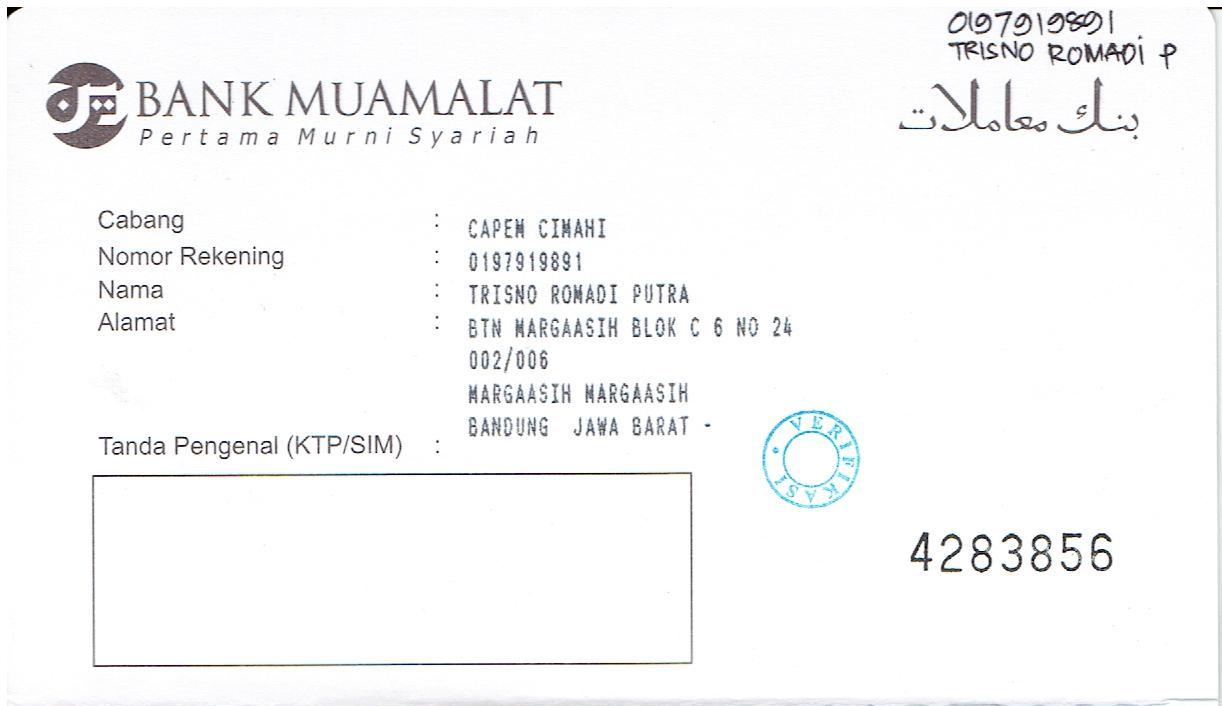 0197919891
TRISNO ROMADI P
BANK MUAMALAT
Pertama Murni Syariah
بنك معاملات
Cabang : CAPEM CIMAHI
Nomor Rekening : 0197919891
Nama : TRISNO ROMADI PUTRA
Alamat : BTN MARGAASIH BLOK C 6 NO 24
002/006
MARGAASIH MARGAASIH
BANDUNG JAWA BARAT -
Tanda Pengenal (KTP/SIM) :
VERIFIKASI
4283856